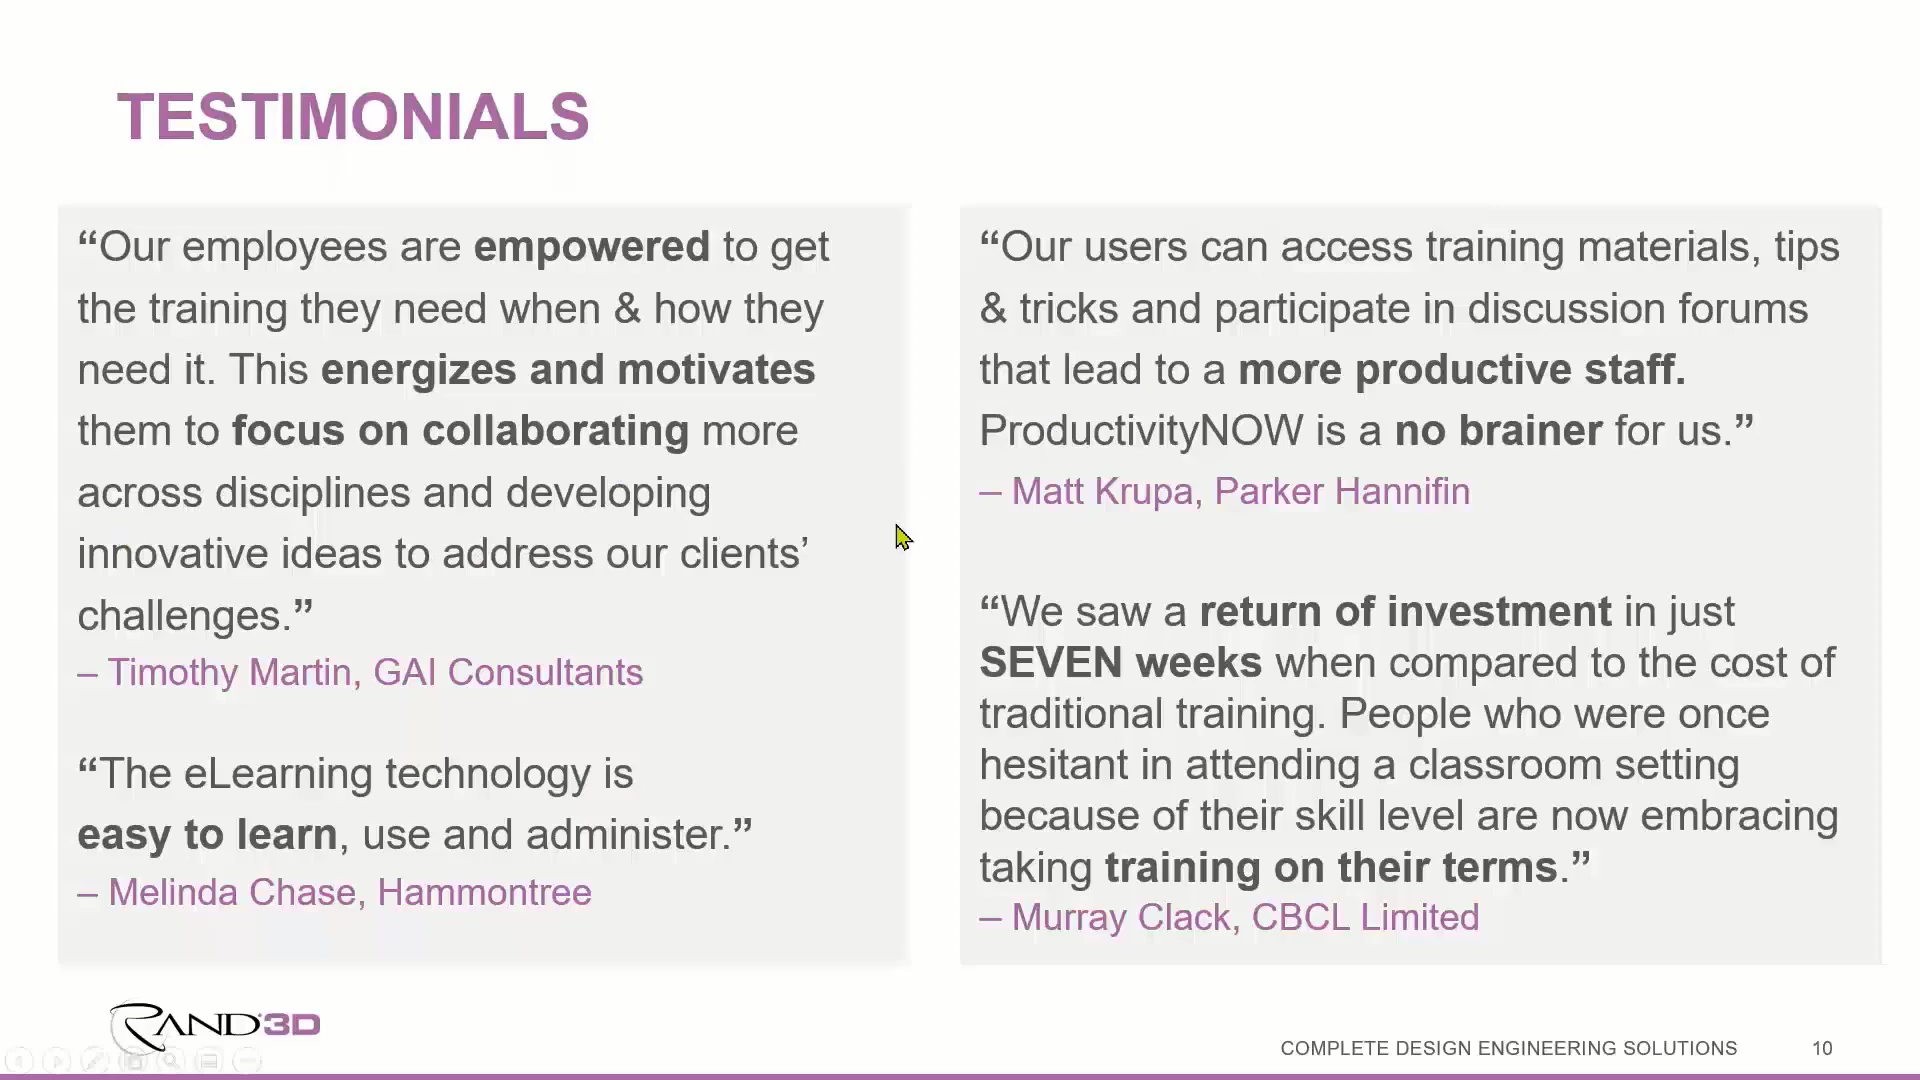 TESTIMONIALS
“Our employees are empowered to get
the training they need when & how they
need it. This energizes and motivates
them to focus on collaborating more
across disciplines and developing
innovative ideas to address our clients’
challenges.”
– Timothy Martin, GAI Consultants
“The eLearning technology is
easy to learn, use and administer.”
– Melinda Chase, Hammontree
“Our users can access training materials, tips
& tricks and participate in discussion forums
that lead to a more productive staff.
ProductivityNOW is a no brainer for us.”
– Matt Krupa, Parker Hannifin
“We saw a return of investment in just
SEVEN weeks when compared to the cost of
traditional training. People who were once
hesitant in attending a classroom setting
because of their skill level are now embracing
taking training on their terms.”
– Murray Clack, CBCL Limited
RAND 3D
COMPLETE DESIGN ENGINEERING SOLUTIONS 10